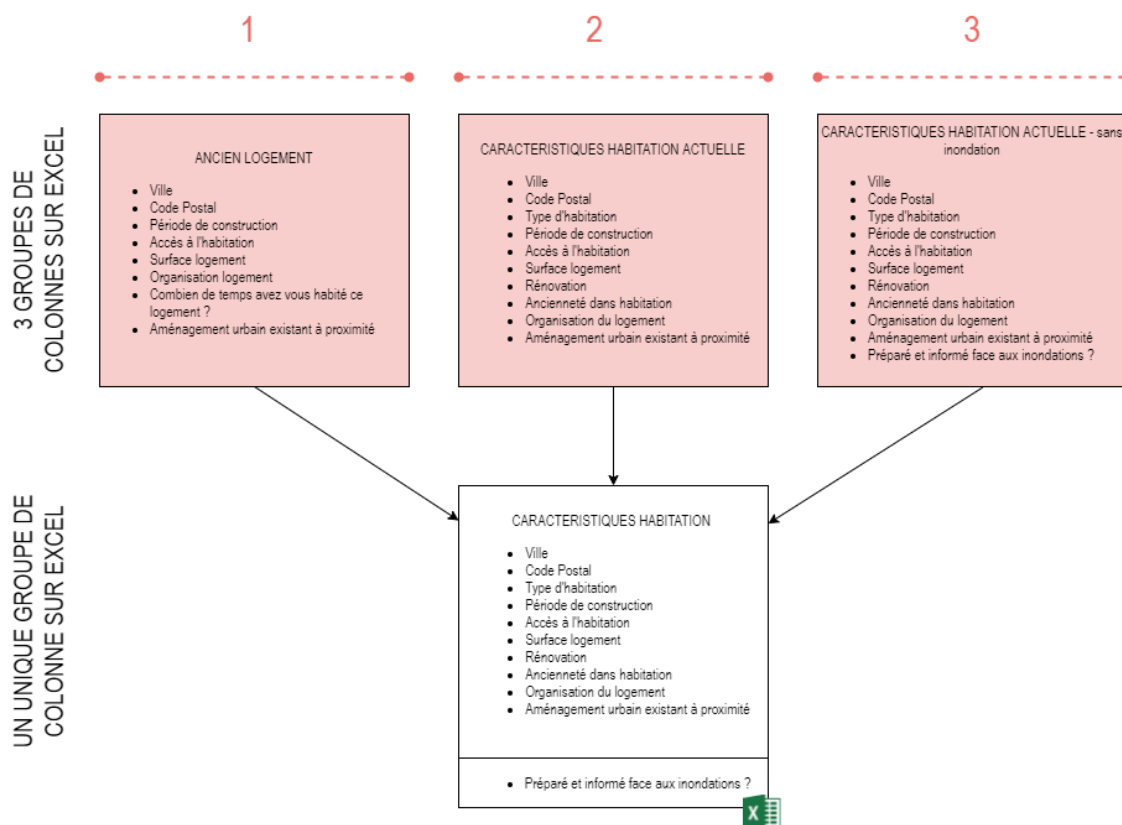 1
2
3
3 GROUPES DE
COLONNES SUR EXCEL
ANCIEN LOGEMENT
Ville
Code Postal
Période de construction
Accès à l'habitation
Surface logement
Organisation logement
Combien de temps avez vous habité ce
logement ?
Aménagement urbain existant à proximité
CARACTERISTIQUES HABITATION ACTUELLE
Ville
Code Postal
Type d'habitation
Période de construction
Accès à l'habitation
Surface logement
Rénovation
Ancienneté dans habitation
Organisation du logement
Aménagement urbain existant à proximité
CARACTERISTIQUES HABITATION ACTUELLE - sans
inondation
Ville
Code Postal
Type d'habitation
Période de construction
Accès à l'habitation
Surface logement
Rénovation
Ancienneté dans habitation
Organisation du logement
Aménagement urbain existant à proximité
Préparé et informé face aux inondations ?
UN UNIQUE GROUPE DE
COLONNE SUR EXCEL
CARACTERISTIQUES HABITATION
Ville
Code Postal
Type d'habitation
Période de construction
Accès à l'habitation
Surface logement
Rénovation
Ancienneté dans habitation
Organisation du logement
Aménagement urbain existant à proximité
Préparé et informé face aux inondations ?
X